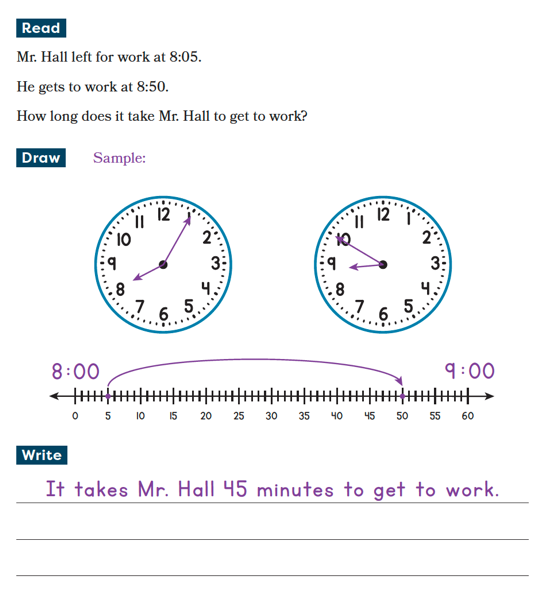 Read
Mr. Hall left for work at 8:05.
He gets to work at 8:50.
How long does it take Mr. Hall to get to work?
Draw Sample:
12 1 2 3 4 5 6 7 8 9 10 11
12 1 2 3 4 5 6 7 8 9 10 11
8:00 9:00
0 5 10 15 20 25 30 35 40 45 50 55 60
Write
It takes Mr. Hall 45 minutes to get to work.